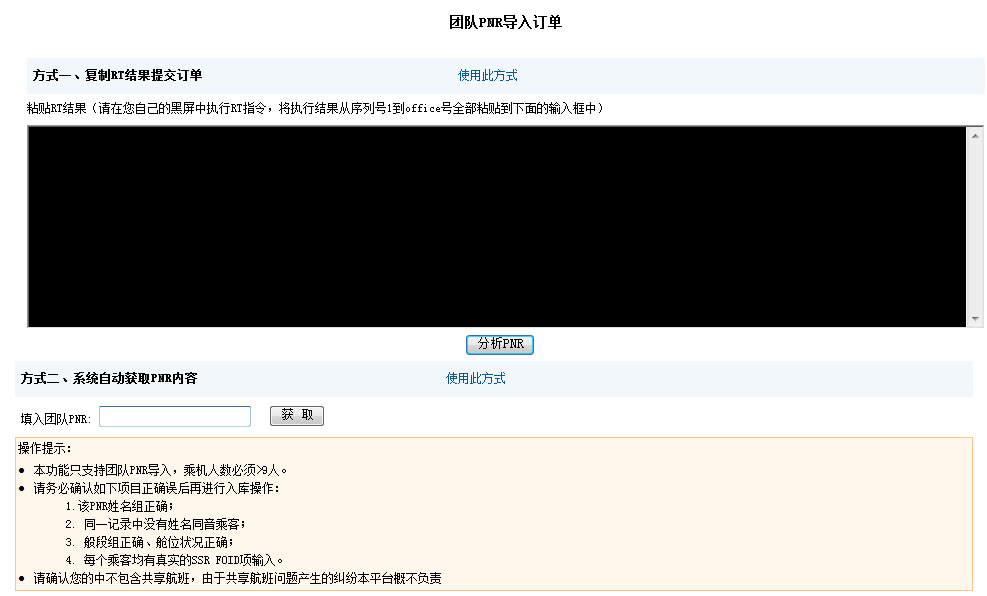 团队PNR导入订单
方式一、复制RT结果提交订单 使用此方式
粘贴RT结果（请在您自己的黑屏中执行RT指令，将执行结果从序列号1到office号全部粘贴到下面的输入框中）
分析PNR
方式二、系统自动获取PNR内容 使用此方式
填入团队PNR: 获 取
操作提示：
● 本功能只支持团队PNR导入，乘机人数必须>9人。
● 请务必确认如下项目正确误后再进行入库操作：
1.该PNR姓名组正确；
2. 同一记录中没有姓名同音乘客；
3. 般段组正确、舱位状况正确；
4. 每个乘客均有真实的SSR FOID项输入。
● 请确认您的中不包含共享航班，由于共享航班问题产生的纠纷本平台概不负责